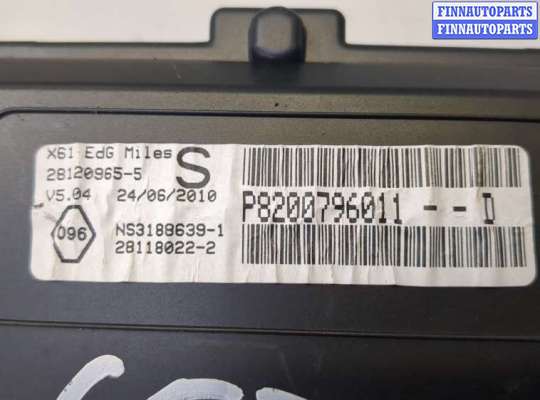 FINNAUTOPARTS
FINNAUTOPARTS
X61 EdG Miles
28120965-5
V5.04 24/06/2010
S
096
NS3189639-1
28118022-2
P8200796011 -- D